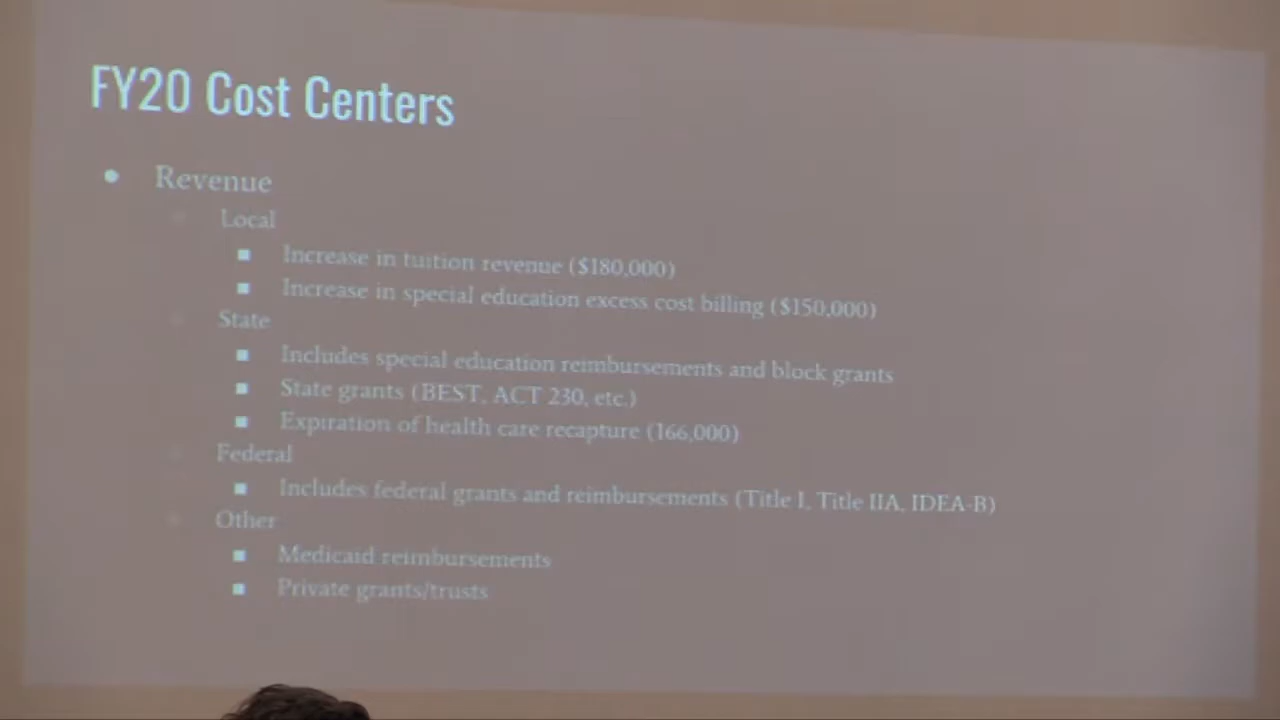 FY20 Cost Centers
Revenue
Local
Increase in tuition revenue ($180,000)
Increase in special education excess cost billing ($150,000)
State
Includes special education reimbursements and block grants
State grants (BEST, ACT 230, etc.)
Expiration of health care recapture (166,000)
Federal
Includes federal grants and reimbursements (Title I, Title IIA, IDEA-B)
Other
Medicaid reimbursements
Private grants/trusts